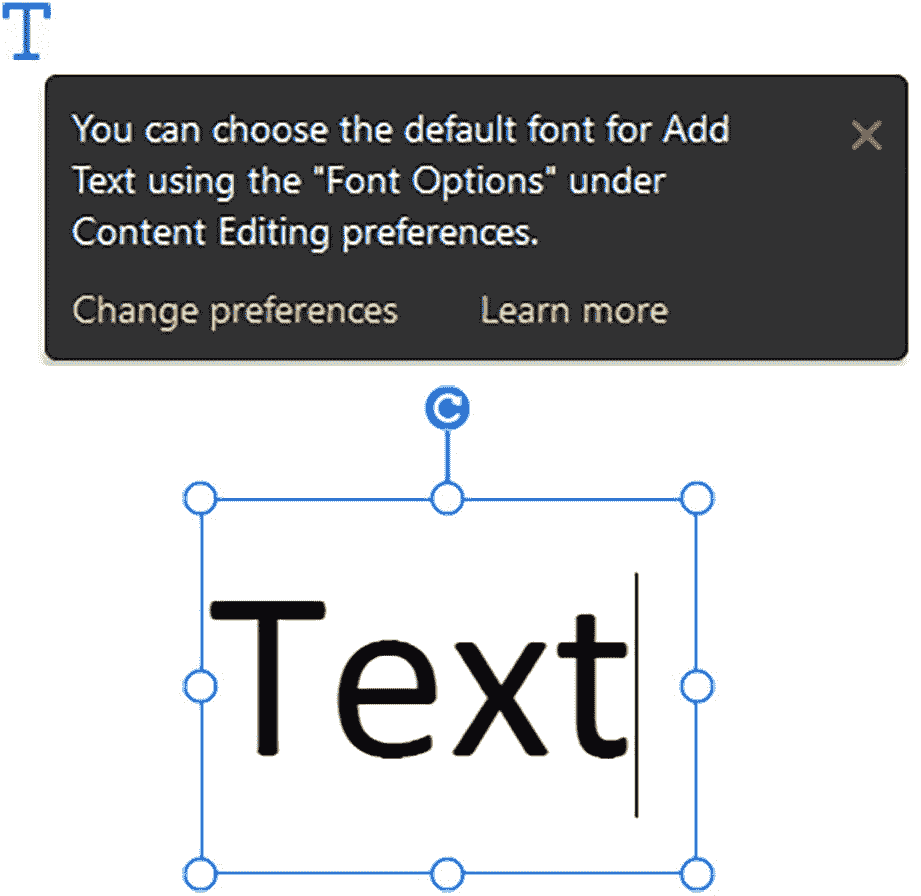 T
You can choose the default font for Add
Text using the "Font Options" under
Content Editing preferences.
Change preferences Learn more
Text